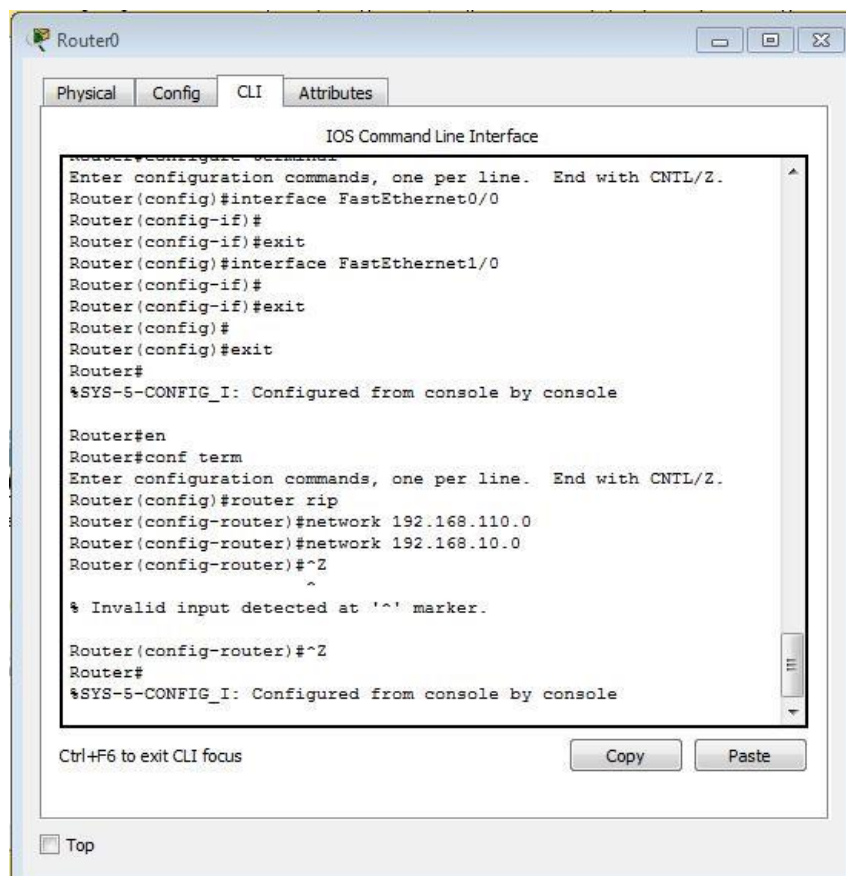 Router0
Physical Config CLI Attributes
IOS Command Line Interface
Enter configuration commands, one per line. End with CNTL/Z.
Router(config)#interface FastEthernet0/0
Router(config-if)#
Router(config-if)#exit
Router(config)#interface FastEthernet1/0
Router(config-if)#
Router(config-if)#exit
Router(config)#
Router(config)#exit
Router#
%SYS-5-CONFIG_I: Configured from console by console
Router#en
Router#conf term
Enter configuration commands, one per line. End with CNTL/Z.
Router(config)#router rip
Router(config-router)#network 192.168.110.0
Router(config-router)#network 192.168.10.0
Router(config-router)#^Z
^
% Invalid input detected at '^' marker.
Router(config-router)#^Z
Router#
%SYS-5-CONFIG_I: Configured from console by console
Ctrl+F6 to exit CLI focus
Copy Paste
Top